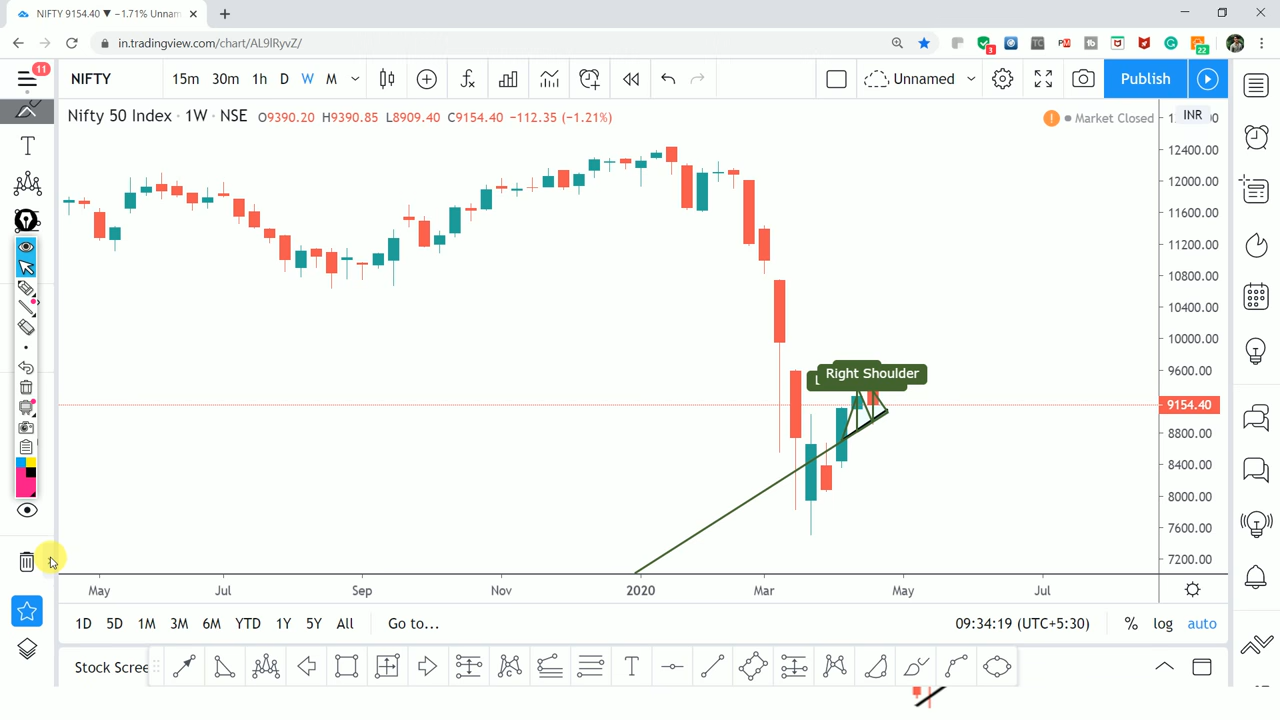 NIFTY 9154.40 ▼ −1.71% Unnam
in.tradingview.com/chart/AL9lRyvZ/
3
TC
22
11
NIFTY
15m 30m 1h D W M
Unnamed
Publish
Nifty 50 Index · 1W · NSE O9390.20 H9390.85 L8909.40 C9154.40 −112.35 (−1.21%)
Market Closed
INR
12400.00
12000.00
11600.00
11200.00
10800.00
10400.00
10000.00
9600.00
Right Shoulder
9154.40
8800.00
8400.00
8000.00
7600.00
7200.00
May Jul Sep Nov 2020 Mar May Jul
1D 5D 1M 3M 6M YTD 1Y 5Y All Go to... 09:34:19 (UTC+5:30) % log auto
Stock Scree